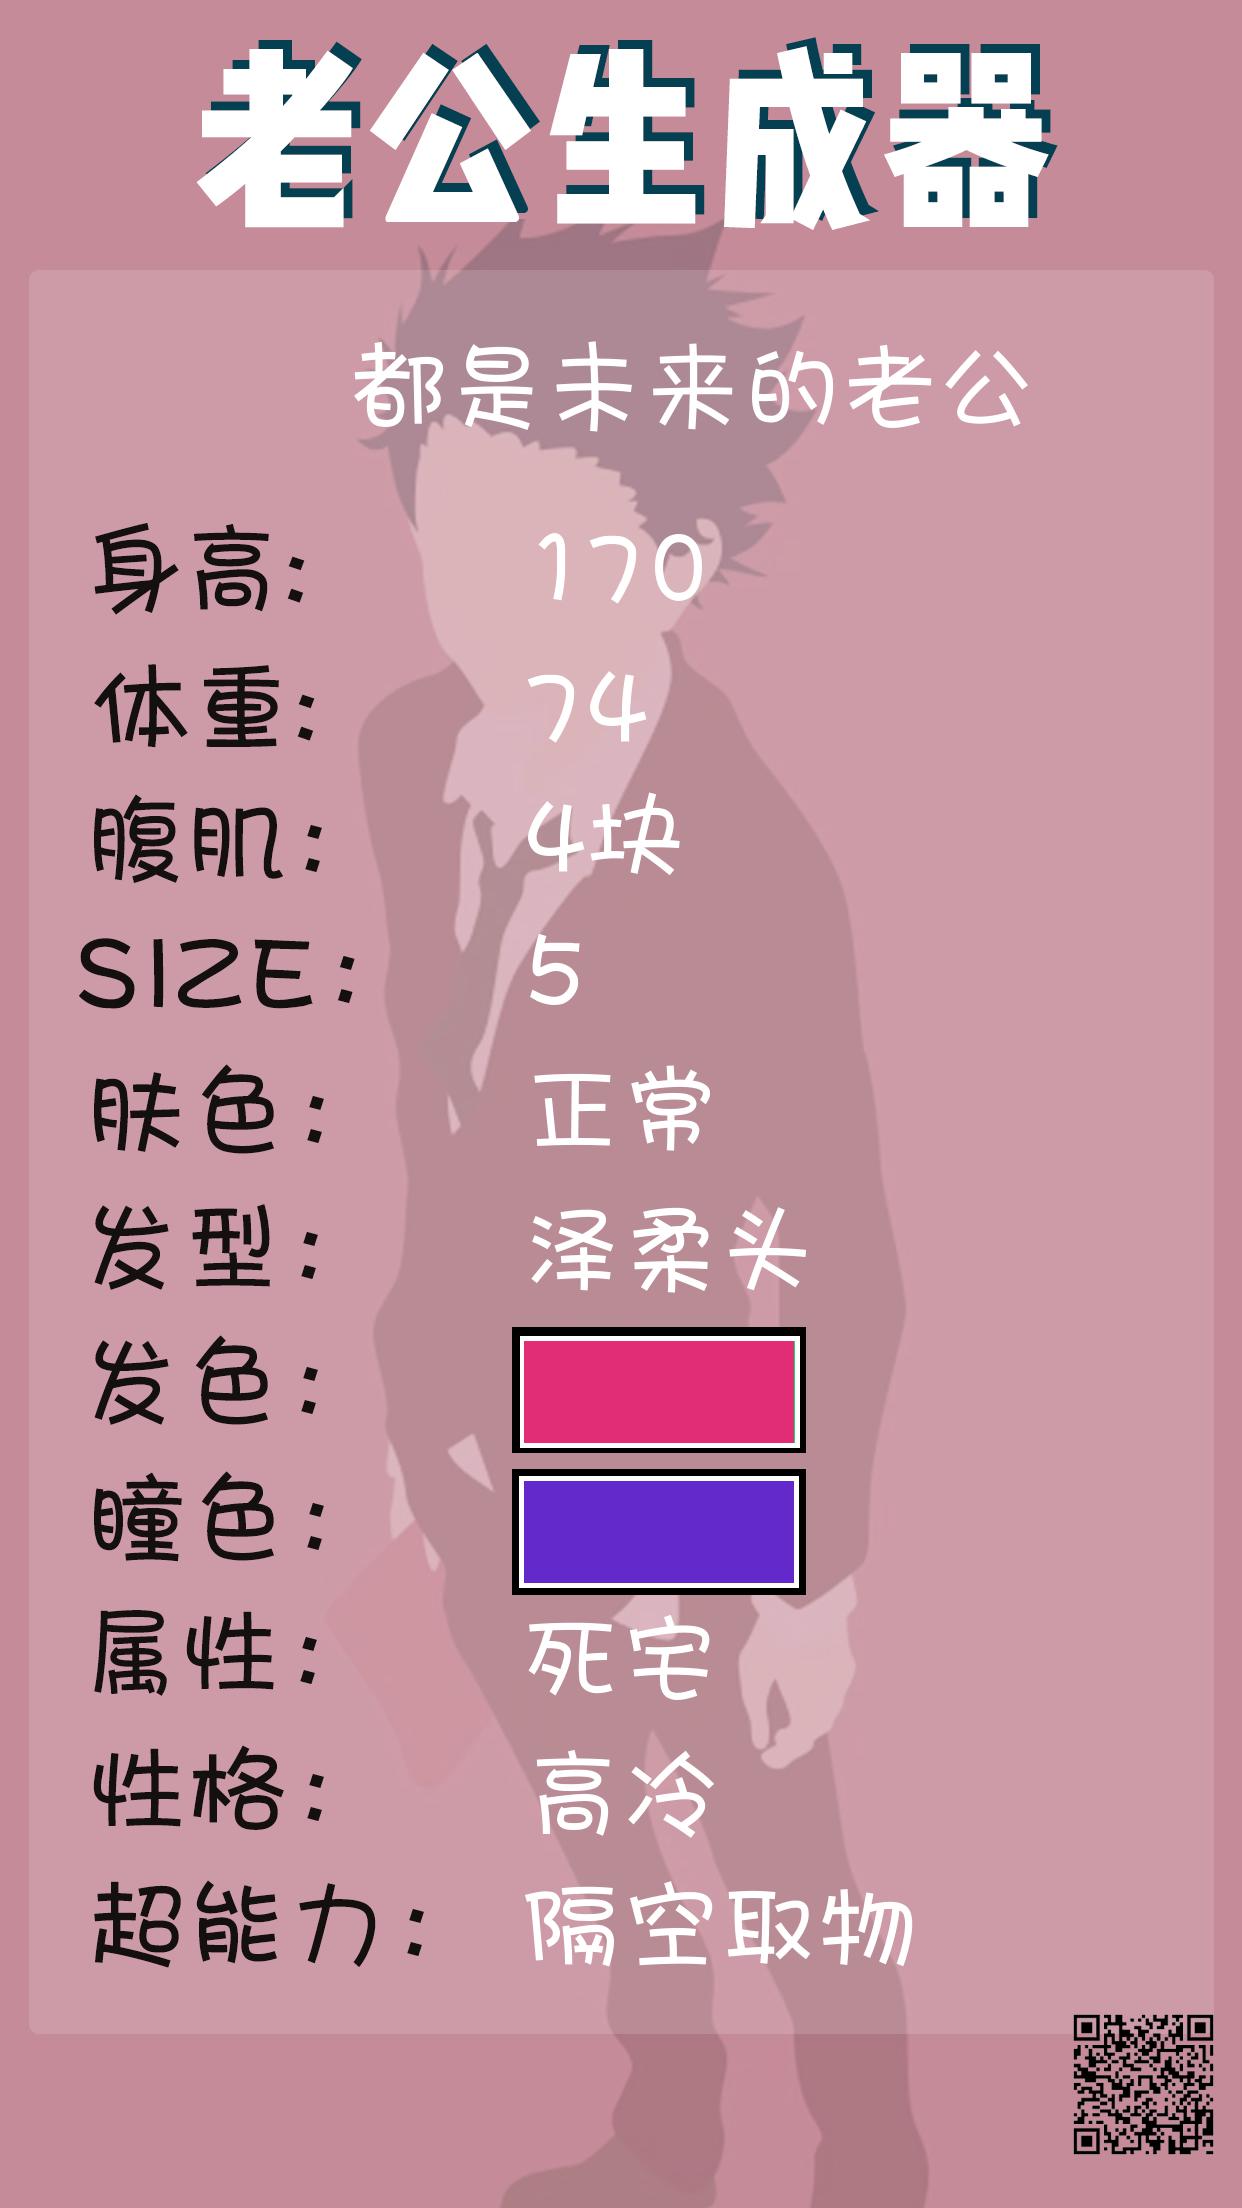 老公生成器
都是未来的老公
身高: 170
体重: 74
腹肌: 4块
SIZE: 5
肤色: 正常
发型: 泽柔头
发色:
瞳色:
属性: 死宅
性格: 高冷
超能力: 隔空取物